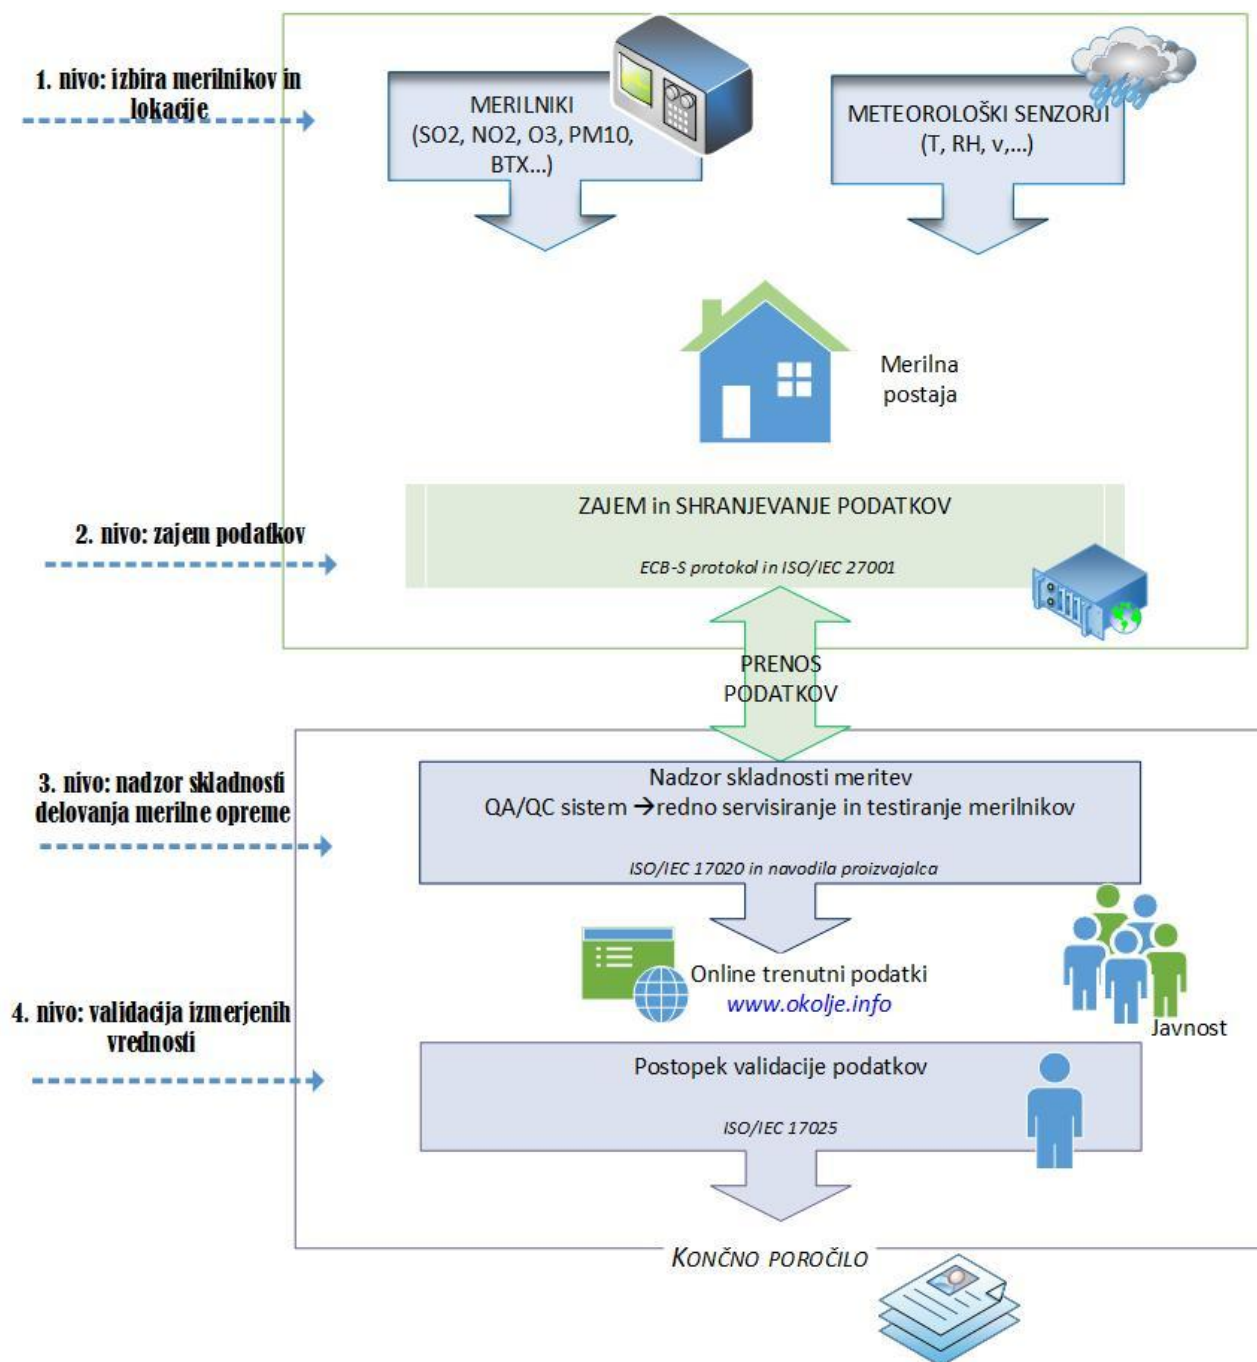 1. nivo: izbira merilnikov in
lokacije
MERILNIKI
(SO2, NO2, O3, PM10,
BTX...)
METEOROLOŠKI SENZORJI
(T, RH, v,...)
Merilna
postaja
2. nivo: zajem podatkov
ZAJEM in SHRANJEVANJE PODATKOV
ECB-S protokol in ISO/IEC 27001
PRENOS
PODATKOV
3. nivo: nadzor skladnosti
delovanja merilne opreme
Nadzor skladnosti meritev
QA/QC sistem →redno servisiranje in testiranje merilnikov
ISO/IEC 17020 in navodila proizvajalca
Online trenutni podatki
www.okolje.info
Javnost
4. nivo: validacija izmerjenih
vrednosti
Postopek validacije podatkov
ISO/IEC 17025
KONČNO POROČILO